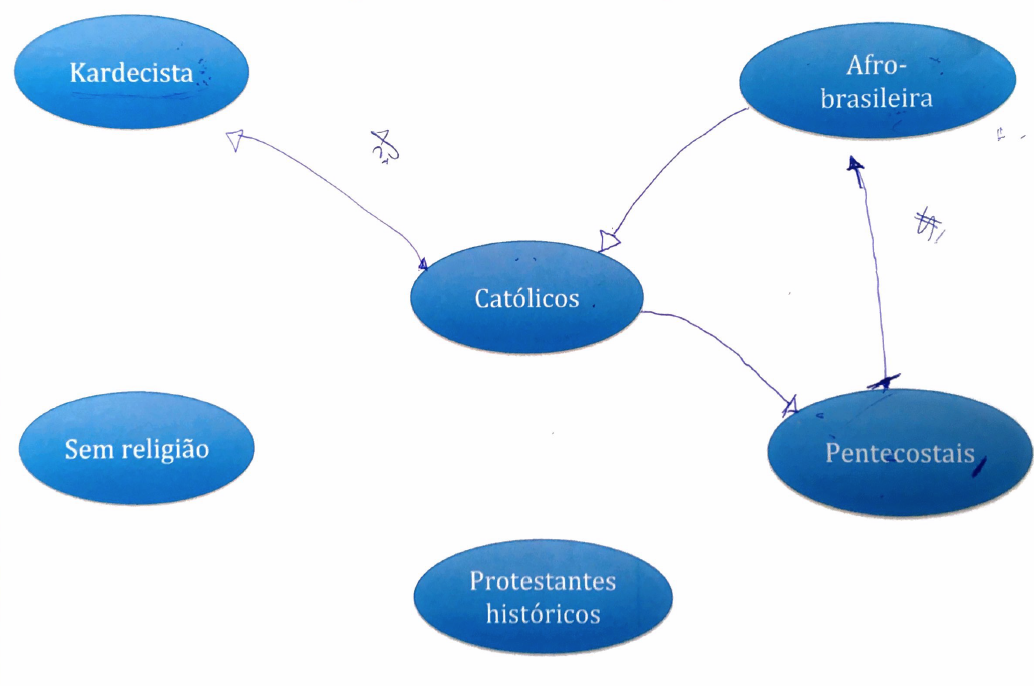 Kardecista
Afro-
brasileira
Católicos
Sem religião
Pentecostais
Protestantes
históricos